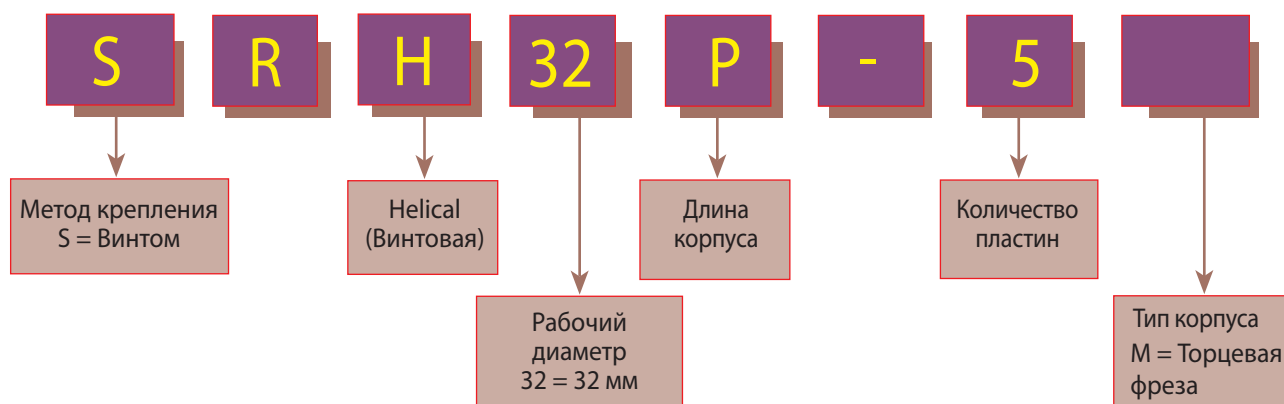 S R H 32 P - 5
Метод крепления
S = Винтом
Helical
(Винтовая)
Рабочий
диаметр
32 = 32 мм
Длина
корпуса
Количество
пластин
Тип корпуса
M = Торцевая
фреза